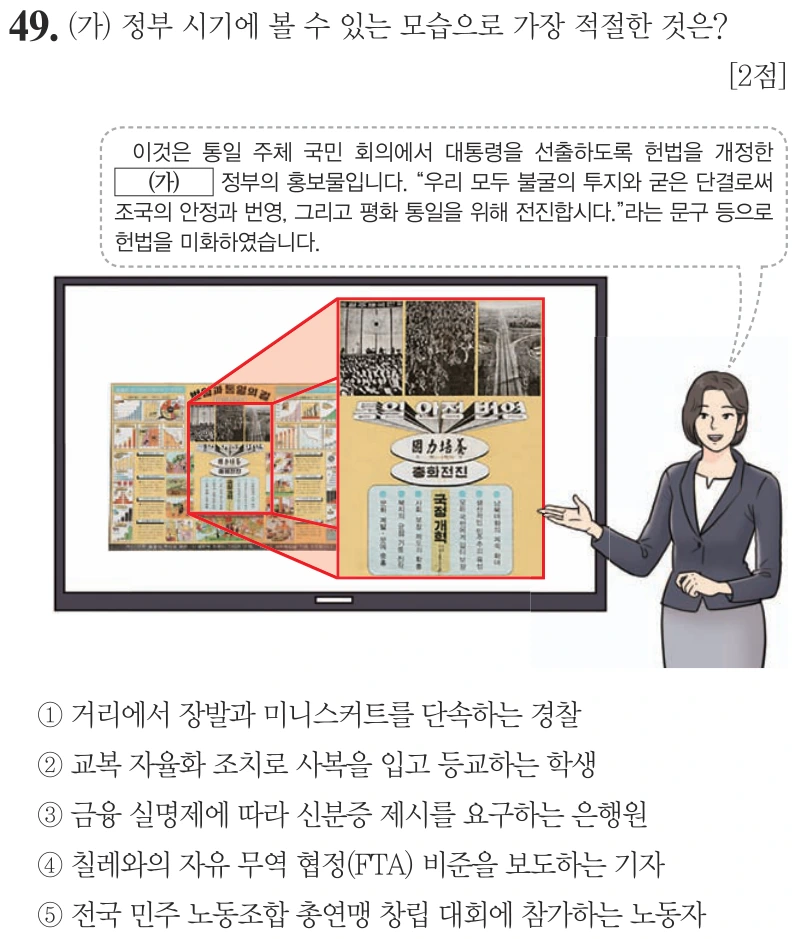 49. (가) 정부 시기에 볼 수 있는 모습으로 가장 적절한 것은?
[2점]
이것은 통일 주체 국민 회의에서 대통령을 선출하도록 헌법을 개정한
(가) 정부의 홍보물입니다. “우리 모두 불굴의 투지와 굳은 단결로써
조국의 안정과 번영, 그리고 평화 통일을 위해 전진합시다.”라는 문구 등으로
헌법을 미화하였습니다.
번영과 통일의 길
통일 안정 번영
國力培養
총화전진
국정 개혁
① 거리에서 장발과 미니스커트를 단속하는 경찰
② 교복 자율화 조치로 사복을 입고 등교하는 학생
③ 금융 실명제에 따라 신분증 제시를 요구하는 은행원
④ 칠레와의 자유 무역 협정(FTA) 비준을 보도하는 기자
⑤ 전국 민주 노동조합 총연맹 창립 대회에 참가하는 노동자